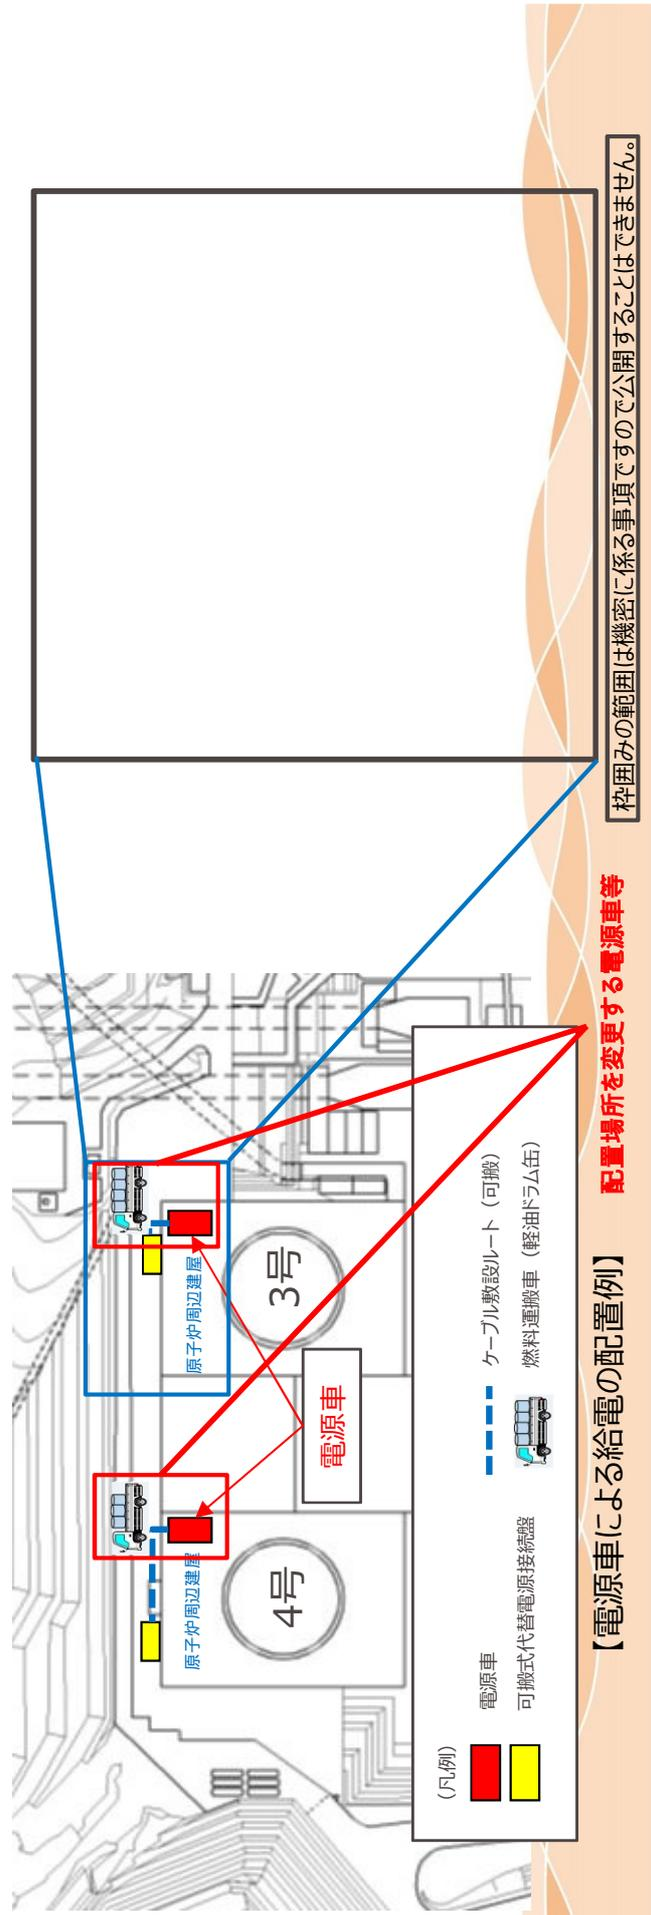 原子炉周辺建屋
原子炉周辺建屋
4号
3号
電源車
(凡例)
電源車
ケーブル敷設ルート（可搬）
可搬式代替電源接続盤
燃料運搬車（軽油ドラム缶）
【電源車による給電の配置例】
配置場所を変更する電源車等
枠囲みの範囲は機密に係る事項ですので公開することはできません。